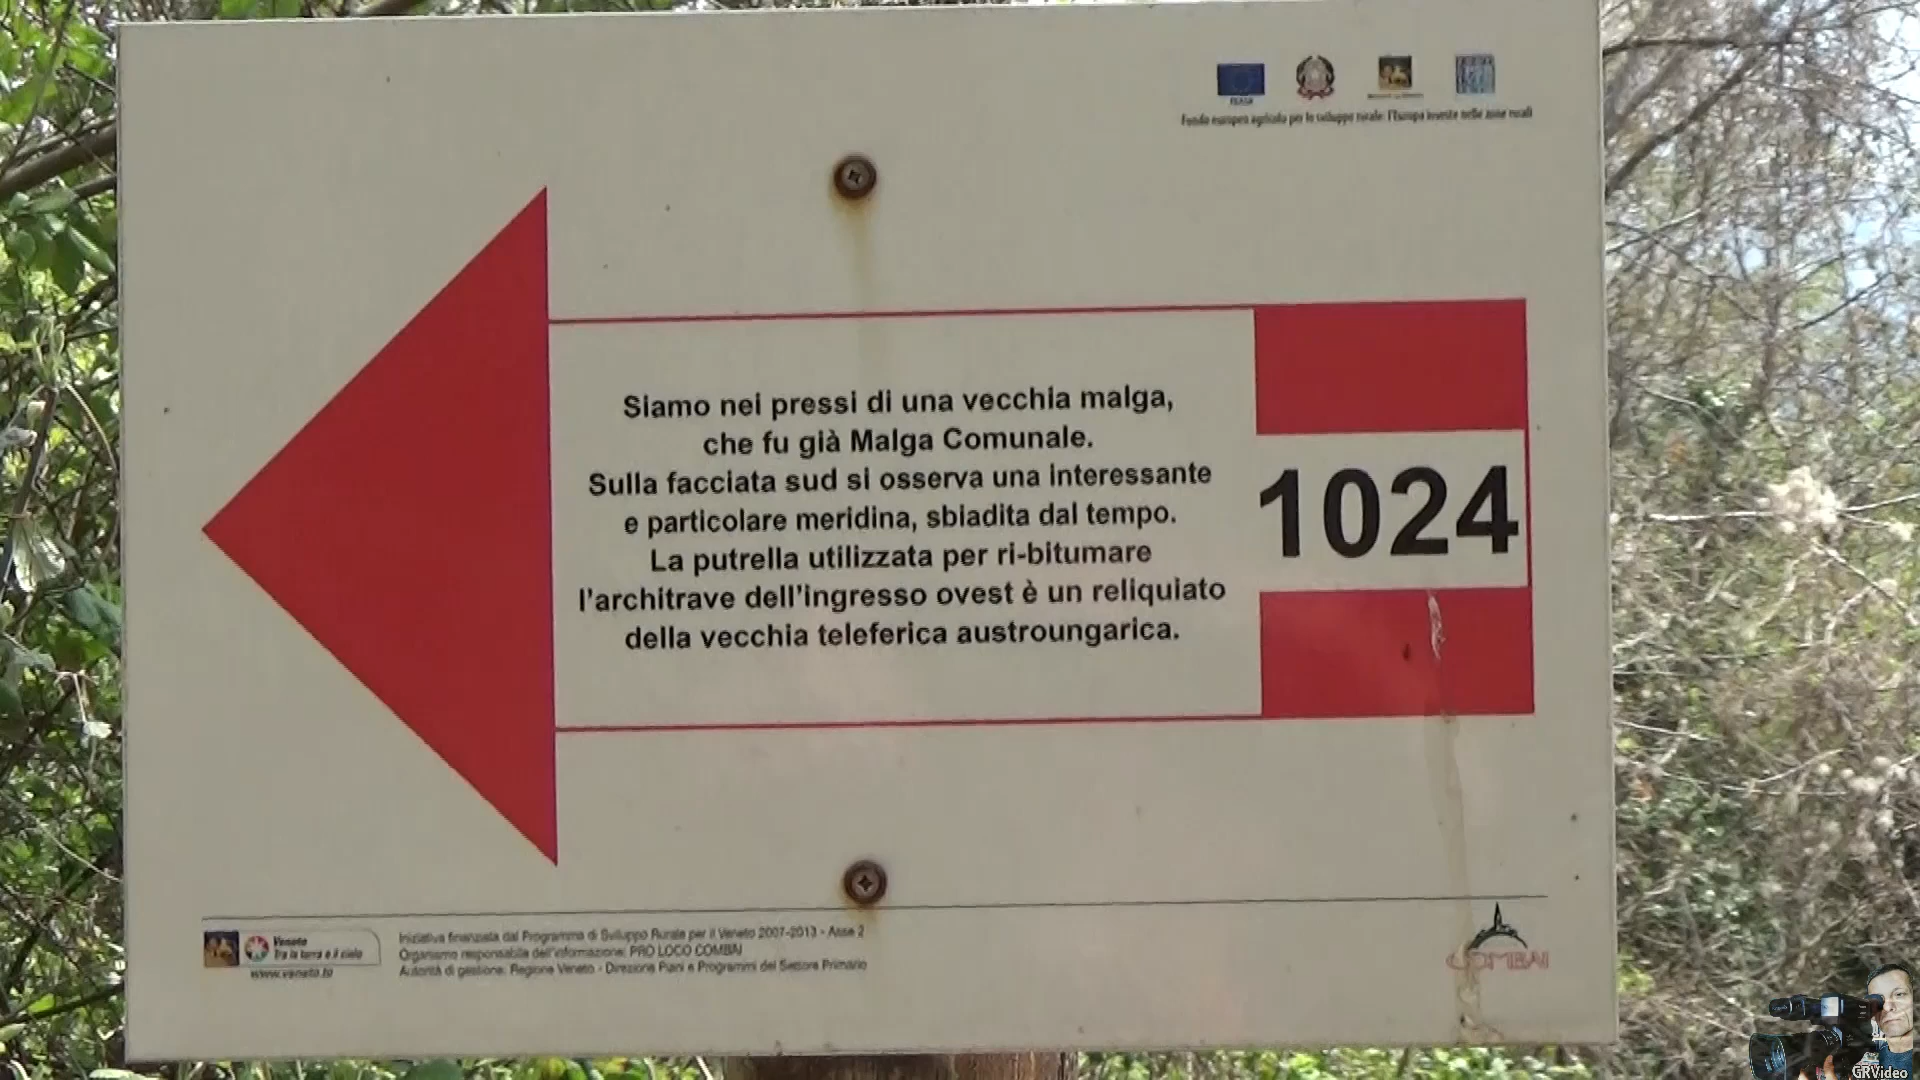 FEASR
Fondo europeo agricolo per lo sviluppo rurale: l'Europa investe nelle zone rurali
Siamo nei pressi di una vecchia malga,
che fu già Malga Comunale.
Sulla facciata sud si osserva una interessante
e particolare meridina, sbiadita dal tempo.
La putrella utilizzata per ri-bitumare
l'architrave dell'ingresso ovest è un reliquiato
della vecchia teleferica austroungarica.
1024
Veneto
Tra la terra e il cielo
www.veneto.to
Iniziativa finanziata dal Programma di Sviluppo Rurale per il Veneto 2007-2013 - Asse 2
Organismo responsabile dell'informazione: PRO LOCO COMBAI
Autorità di gestione: Regione Veneto - Direzione Piani e Programmi del Settore Primario
COMBAI
GRVideo